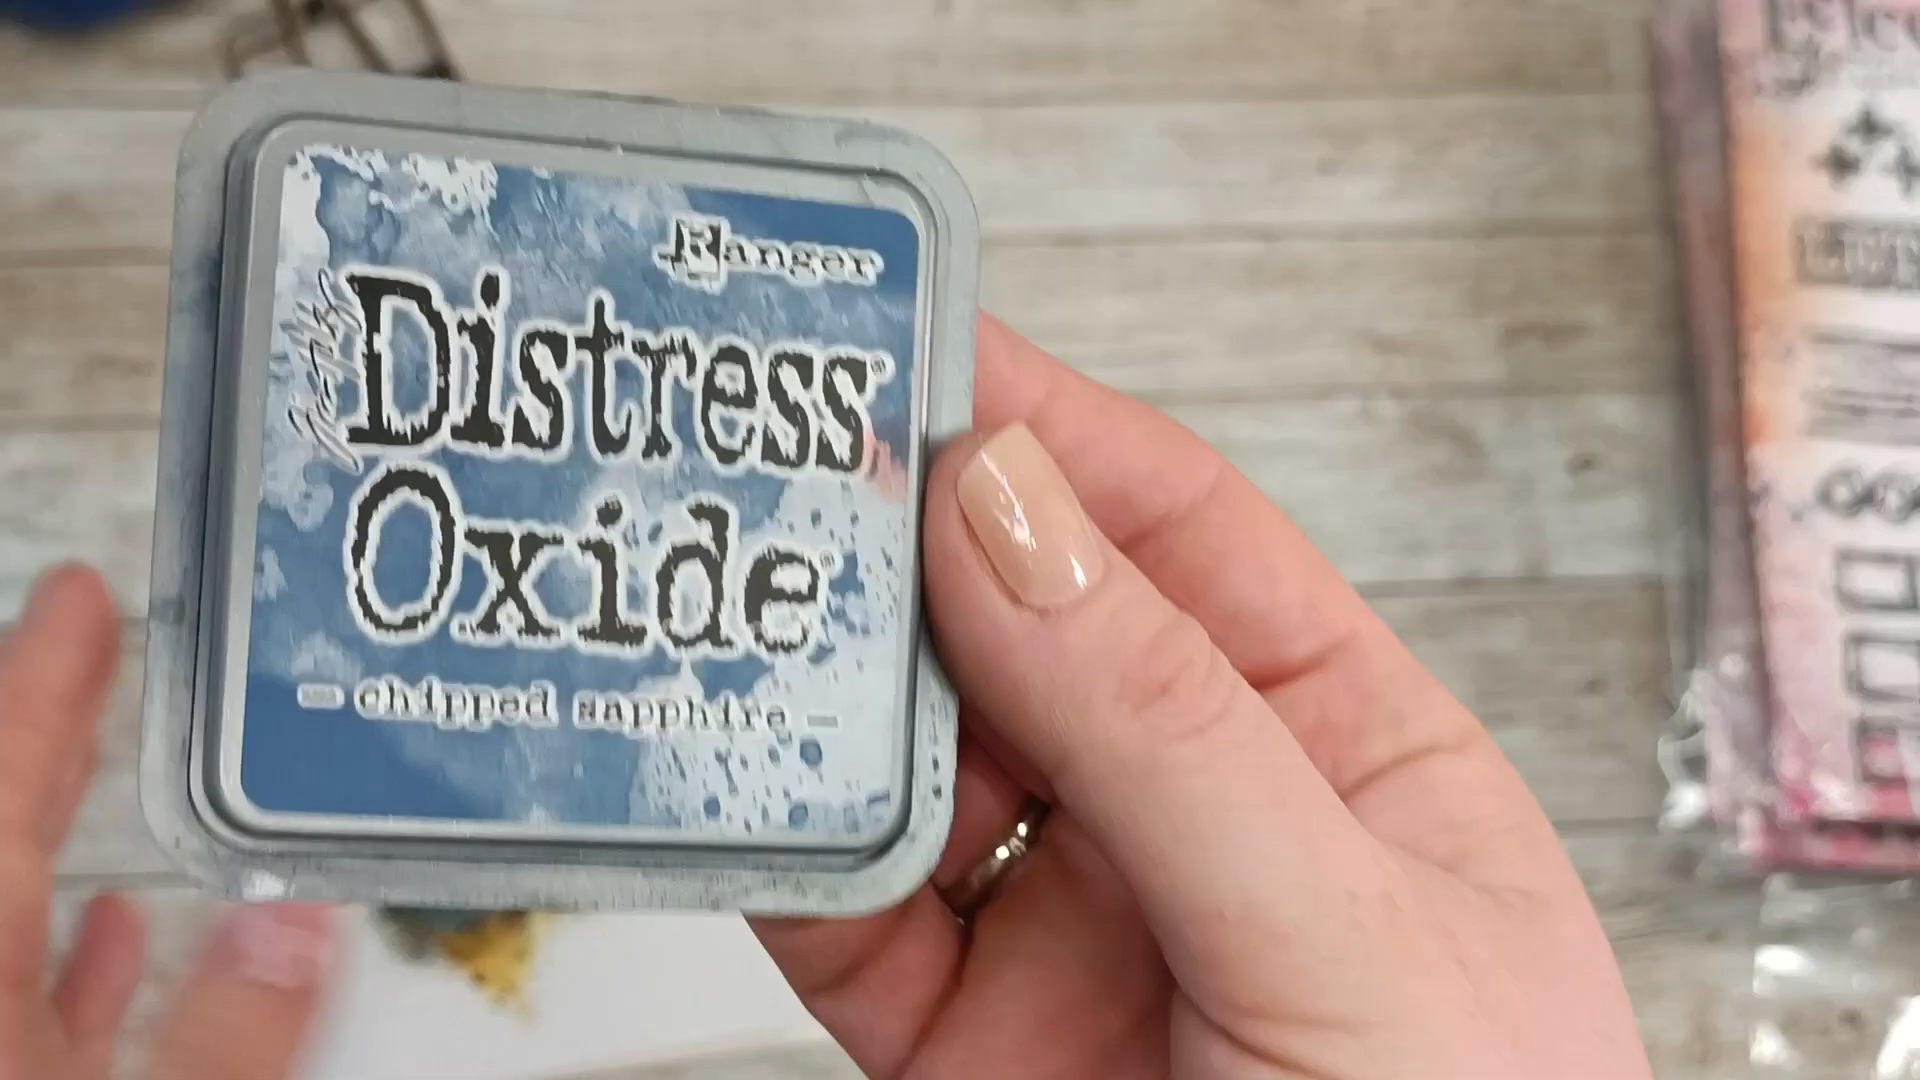 Ranger
Distress®
Oxide®
— chipped sapphire —